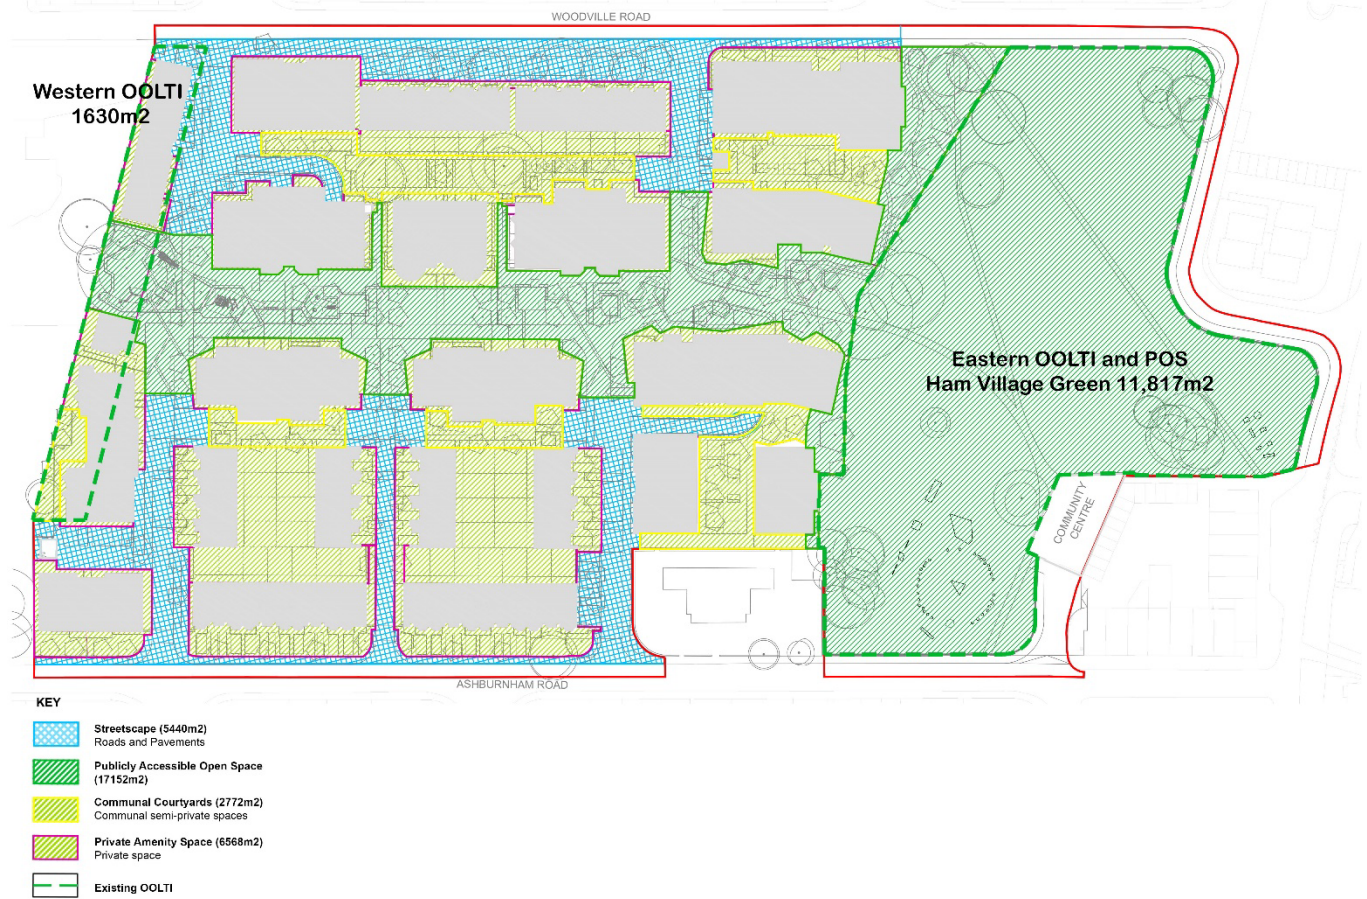 WOODVILLE ROAD
Western OOLTI
1630m2
Eastern OOLTI and POS
Ham Village Green 11,817m2
COMMUNITY
CENTRE
ASHBURNHAM ROAD
KEY
Streetscape (5440m2)
Roads and Pavements
Publicly Accessible Open Space
(17152m2)
Communal Courtyards (2772m2)
Communal semi-private spaces
Private Amenity Space (6568m2)
Private space
Existing OOLTI